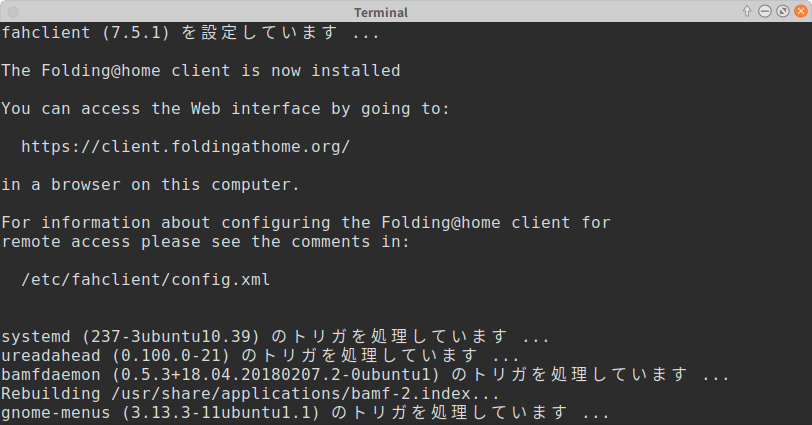 Terminal
fahclient (7.5.1) を設定しています ...
The Folding@home client is now installed
You can access the Web interface by going to:
https://client.foldingathome.org/
in a browser on this computer.
For information about configuring the Folding@home client for
remote access please see the comments in:
/etc/fahclient/config.xml
systemd (237-3ubuntu10.39) のトリガを処理しています ...
ureadahead (0.100.0-21) のトリガを処理しています ...
bamfdaemon (0.5.3+18.04.20180207.2-0ubuntu1) のトリガを処理しています ...
Rebuilding /usr/share/applications/bamf-2.index...
gnome-menus (3.13.3-11ubuntu1.1) のトリガを処理しています ...